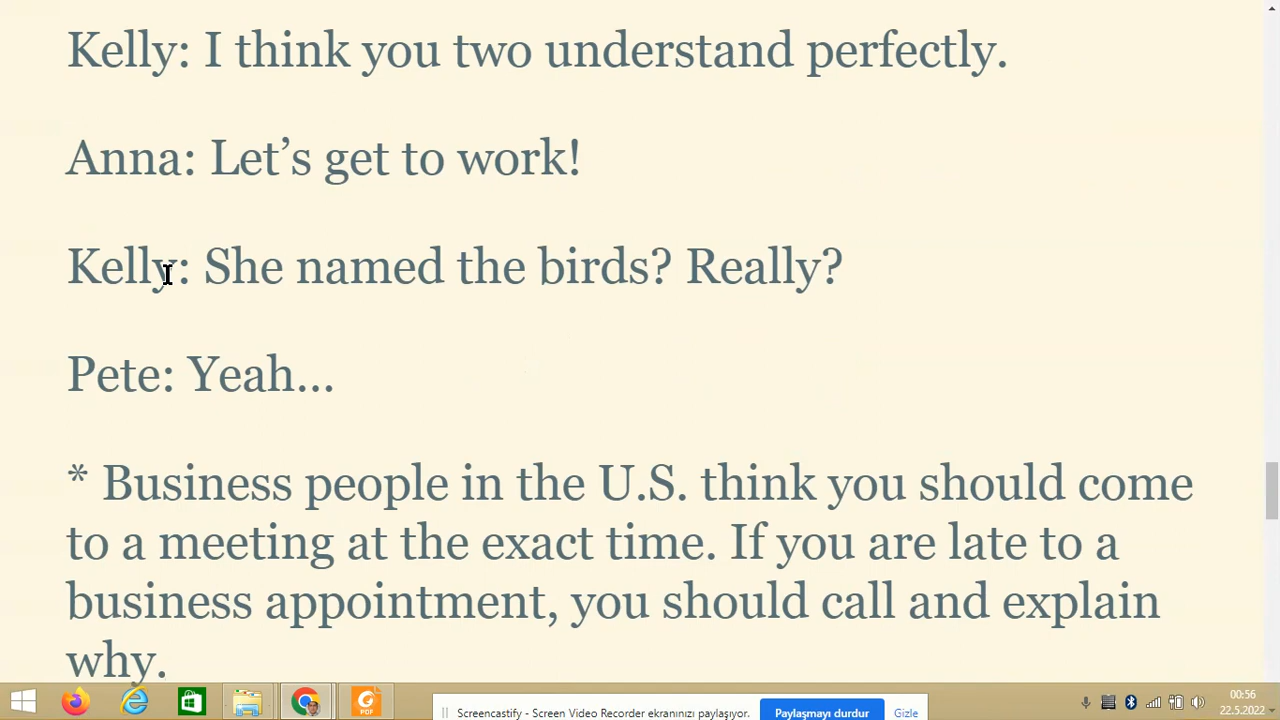 Kelly: I think you two understand perfectly.
Anna: Let’s get to work!
Kelly: She named the birds? Really?
Pete: Yeah…
* Business people in the U.S. think you should come
to a meeting at the exact time. If you are late to a
business appointment, you should call and explain
why.
PDF
Screencastify - Screen Video Recorder ekranınızı paylaşıyor.
Paylaşmayı durdur
Gizle
00:56
22.5.2022